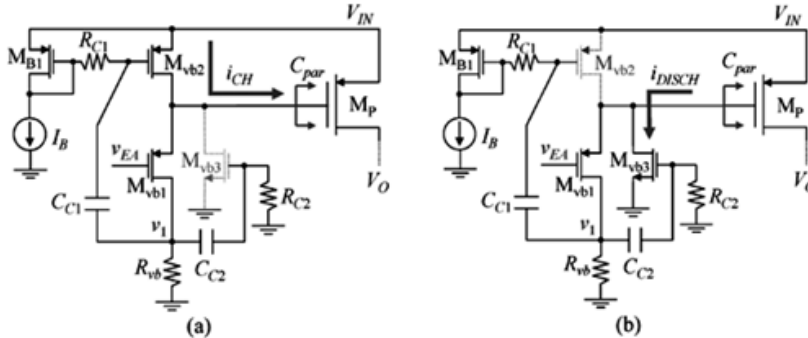 V_IN
M_B1
R_C1
M_vb2
i_CH
C_par
M_P
I_B
v_EA
M_vb1
M_vb3
V_O
C_C1
R_C2
v_1
R_vb
C_C2
(a)
V_IN
M_B1
R_C1
M_vb2
i_DISCH
C_par
M_P
I_B
v_EA
M_vb1
M_vb3
V_O
C_C1
R_C2
v_1
R_vb
C_C2
(b)